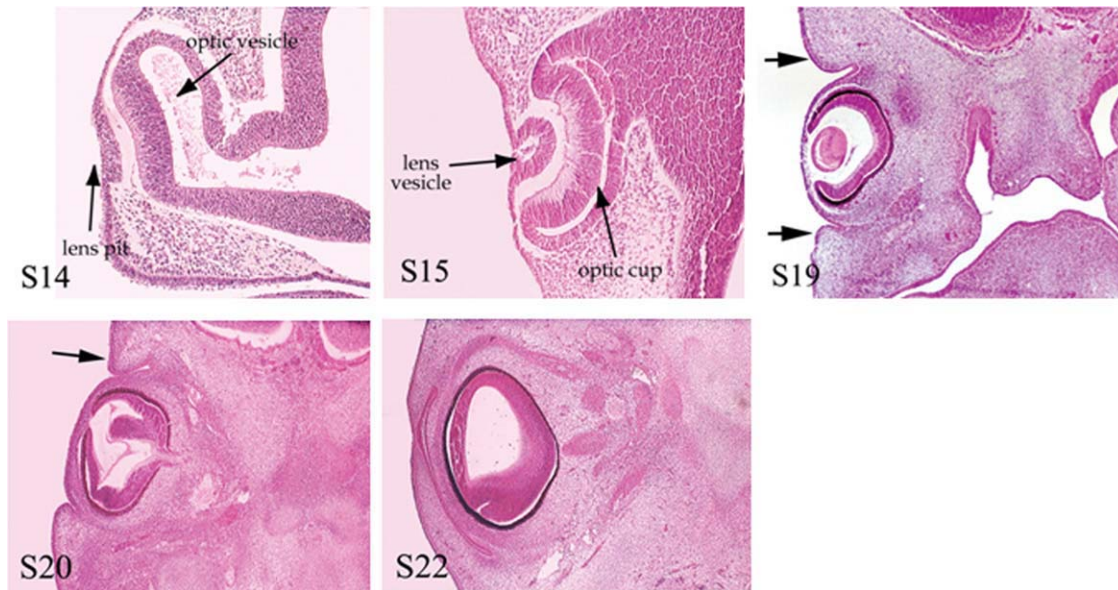 optic vesicle
lens pit
S14
lens
vesicle
optic cup
S15
S19
S20
S22